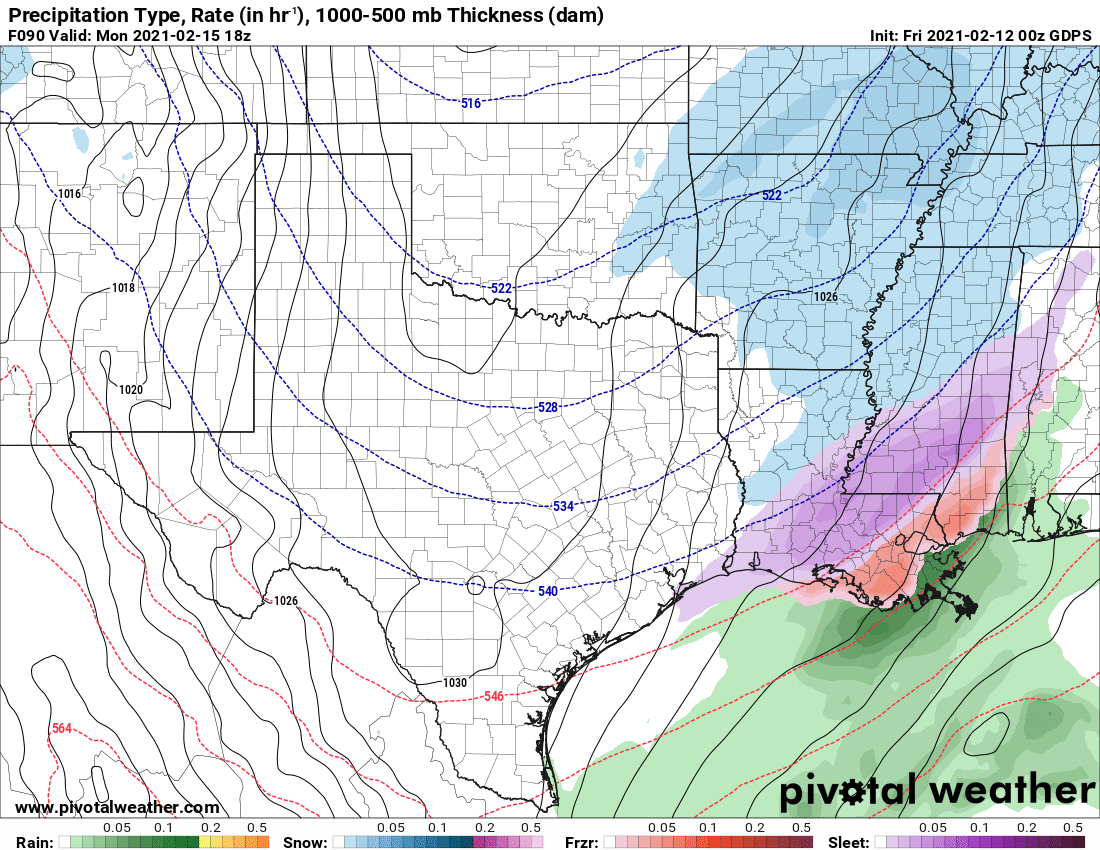 Precipitation Type, Rate (in hr⁻¹), 1000-500 mb Thickness (dam)
F090 Valid: Mon 2021-02-15 18z
Init: Fri 2021-02-12 00z GDPS
516
1016
522
1018
522
1026
1020
528
534
540
1026
1030
546
564
pivotal weather
www.pivotalweather.com
Rain: 0.05 0.1 0.2 0.5
Snow: 0.05 0.1 0.2 0.5
Frzr: 0.05 0.1 0.2 0.5
Sleet: 0.05 0.1 0.2 0.5